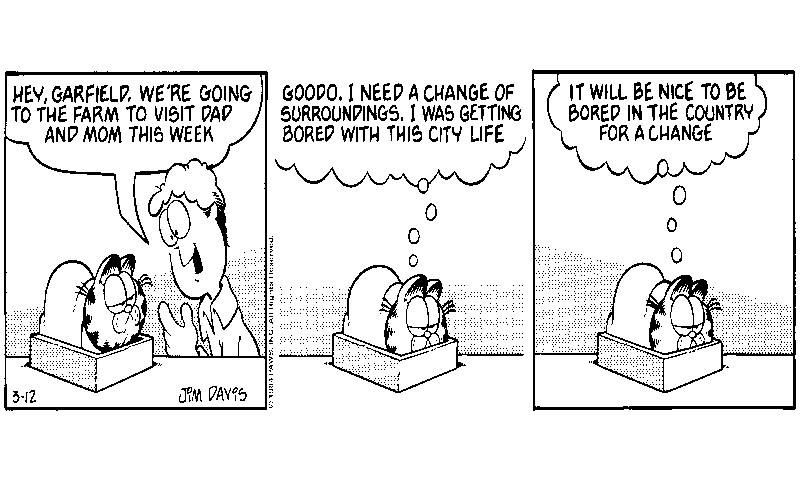 HEY, GARFIELD. WE'RE GOING
TO THE FARM TO VISIT DAD
AND MOM THIS WEEK
3-12
JIM DAVIS
GOODO. I NEED A CHANGE OF
SURROUNDINGS. I WAS GETTING
BORED WITH THIS CITY LIFE
IT WILL BE NICE TO BE
BORED IN THE COUNTRY
FOR A CHANGE